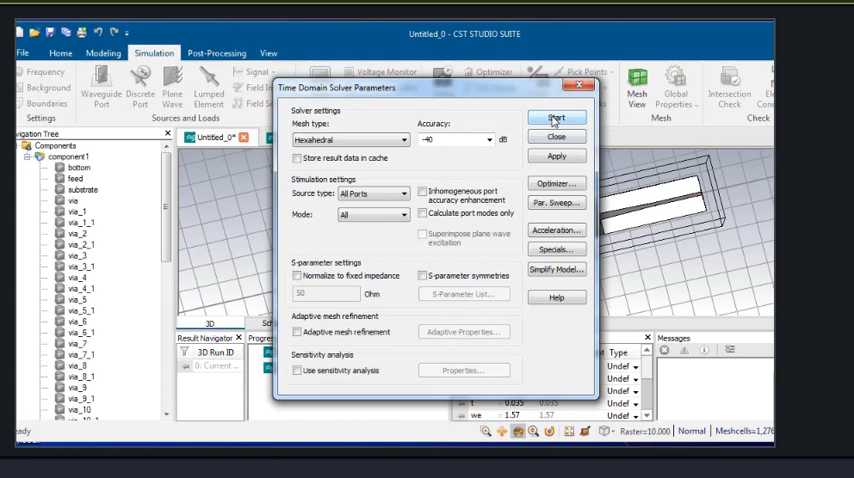 Untitled_0 - CST STUDIO SUITE
File Home Modeling Simulation Post-Processing View
Frequency
Background
Boundaries
Settings
Waveguide Port
Discrete Port
Plane Wave
Lumped Element
Signal
Sources and Loads
Voltage Monitor
Optimizer
Pick Points
Mesh View
Global Properties
Mesh
Intersection Check
Check
Untitled_0*
Components
component1
bottom
feed
substrate
via
via_1
via_1_1
via_2
via_2_1
via_3
via_3_1
via_4
via_4_1
via_5
via_5_1
via_6
via_6_1
via_7
via_7_1
via_8
via_8_1
via_9
via_9_1
via_10
Time Domain Solver Parameters
Solver settings
Mesh type: Accuracy:
Hexahedral -40 dB
Store result data in cache
Stimulation settings
Source type: All Ports
Mode: All
Inhomogeneous port accuracy enhancement
Calculate port modes only
Superimpose plane wave excitation
S-parameter settings
Normalize to fixed impedance
S-parameter symmetries
50 Ohm S-Parameter List...
Adaptive mesh refinement
Adaptive mesh refinement Adaptive Properties...
Sensitivity analysis
Use sensitivity analysis Properties...
Start
Close
Apply
Optimizer...
Par. Sweep...
Acceleration...
Specials...
Simplify Model...
Help
3D
Result Navigator
3D Run ID
0: Current ...
Type
Undef
Undef
Undef
Undef
t = 0.035 0.035 Undef
we = 1.57 1.57 Undef
Messages
Raster=10.000 Normal Meshcells=1,276